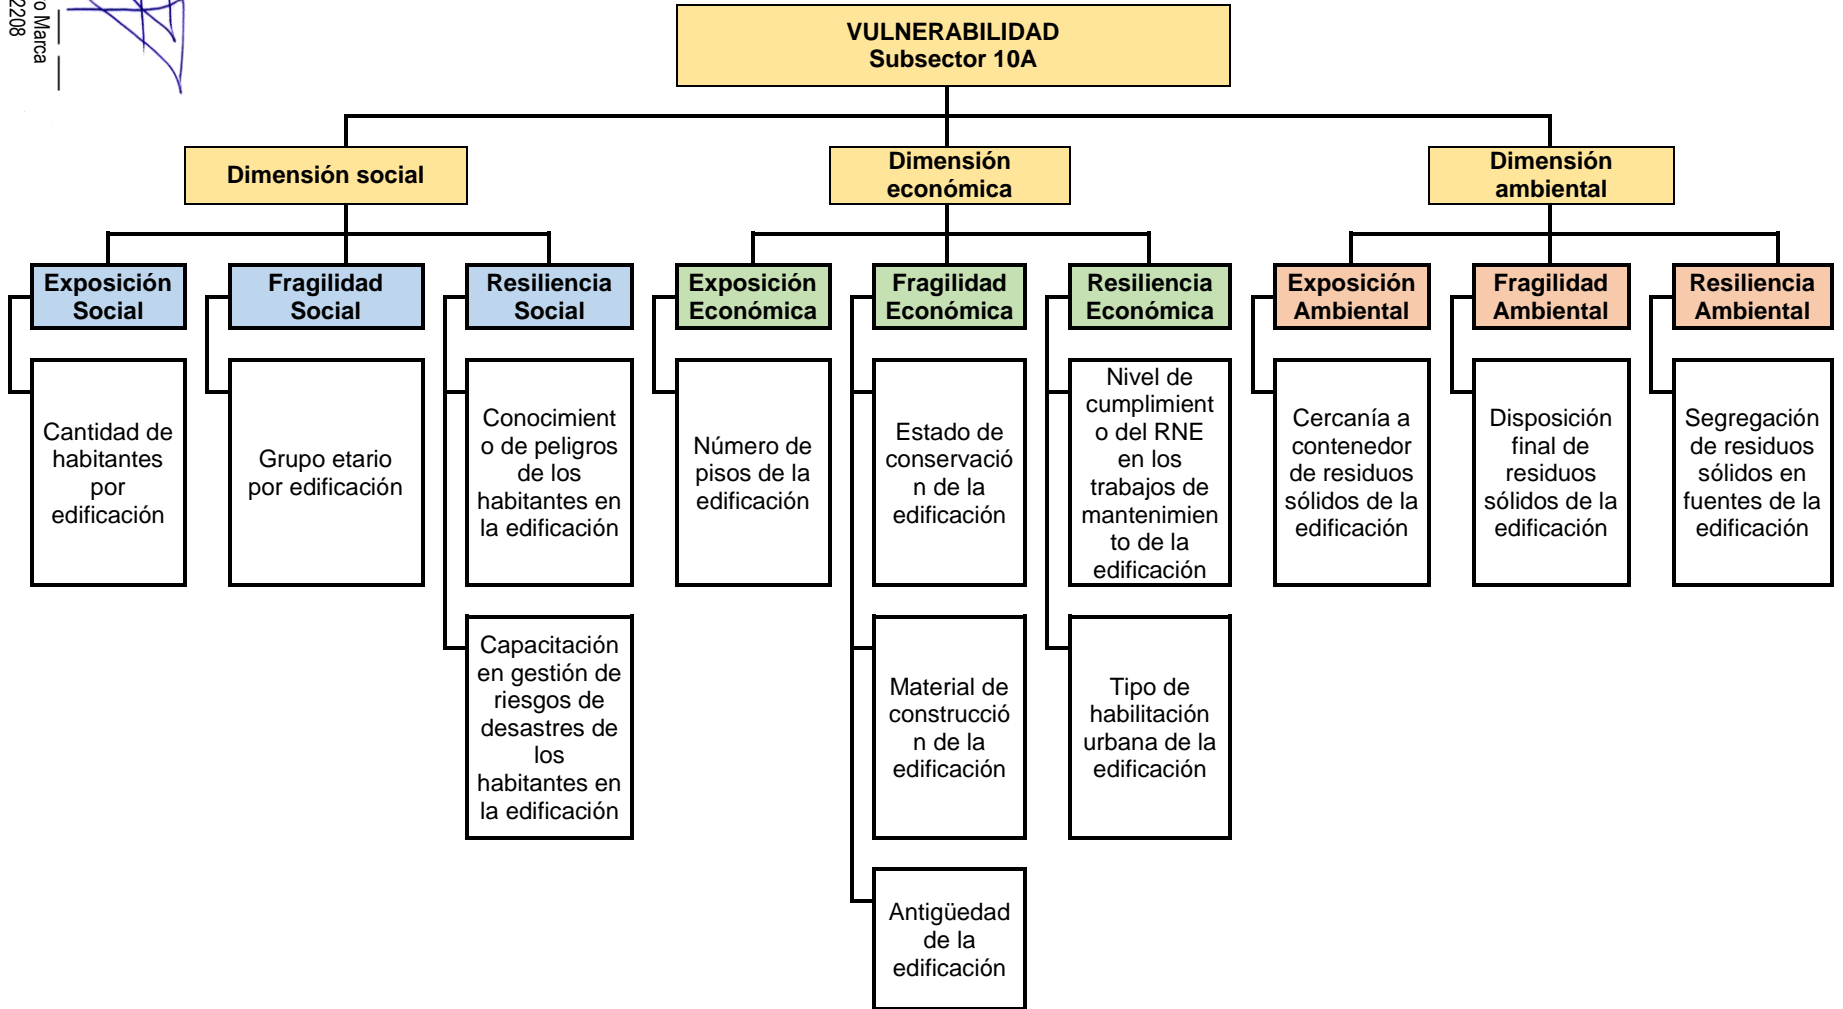 o Marca
2208
VULNERABILIDAD
Subsector 10A
Dimensión social
Dimensión
económica
Dimensión
ambiental
Exposición
Social
Fragilidad
Social
Resiliencia
Social
Exposición
Económica
Fragilidad
Económica
Resiliencia
Económica
Exposición
Ambiental
Fragilidad
Ambiental
Resiliencia
Ambiental
Cantidad de
habitantes
por
edificación
Grupo etario
por edificación
Conocimient
o de peligros
de los
habitantes en
la edificación
Número de
pisos de la
edificación
Estado de
conservació
n de la
edificación
Nivel de
cumplimient
o del RNE
en los
trabajos de
mantenimien
to de la
edificación
Cercanía a
contenedor
de residuos
sólidos de la
edificación
Disposición
final de
residuos
sólidos de la
edificación
Segregación
de residuos
sólidos en
fuentes de la
edificación
Capacitación
en gestión de
riesgos de
desastres de
los
habitantes en
la edificación
Material de
construcció
n de la
edificación
Tipo de
habilitación
urbana de la
edificación
Antigüedad
de la
edificación